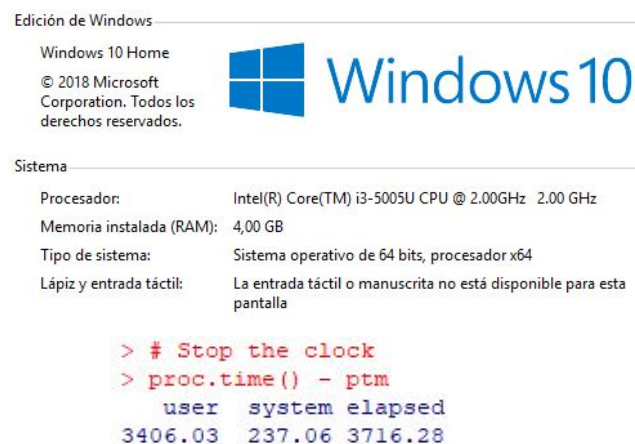 Edición de Windows
Windows 10 Home
© 2018 Microsoft
Corporation. Todos los
derechos reservados.
Windows 10
Sistema
Procesador: Intel(R) Core(TM) i3-5005U CPU @ 2.00GHz 2.00 GHz
Memoria instalada (RAM): 4,00 GB
Tipo de sistema: Sistema operativo de 64 bits, procesador x64
Lápiz y entrada táctil: La entrada táctil o manuscrita no está disponible para esta
pantalla
> # Stop the clock
> proc.time() - ptm
user system elapsed
3406.03 237.06 3716.28